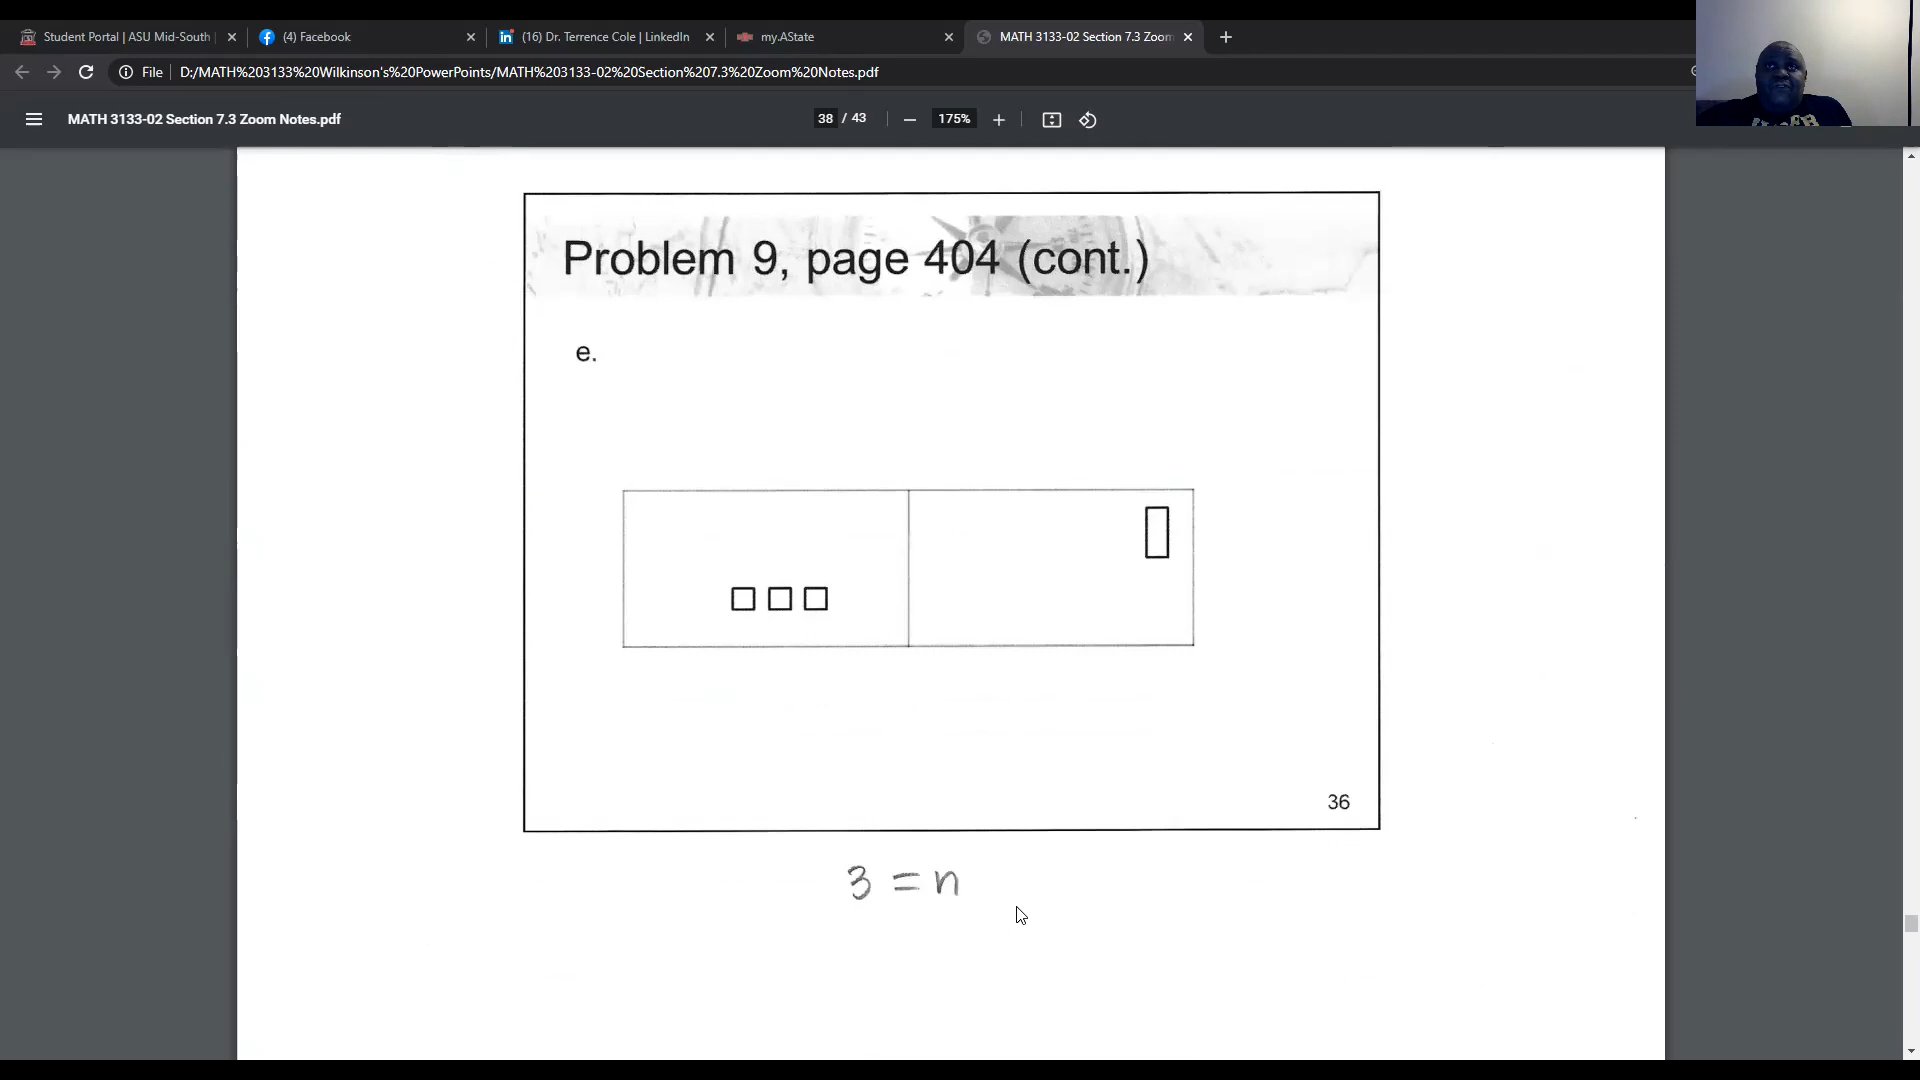 Student Portal | ASU Mid-South
(4) Facebook
(16) Dr. Terrence Cole | LinkedIn
my.AState
MATH 3133-02 Section 7.3 Zoom
File
D:/MATH%203133%20Wilkinson's%20PowerPoints/MATH%203133-02%20Section%207.3%20Zoom%20Notes.pdf
MATH 3133-02 Section 7.3 Zoom Notes.pdf
38 / 43
175%
Problem 9, page 404 (cont.)
e.
36
3 = n